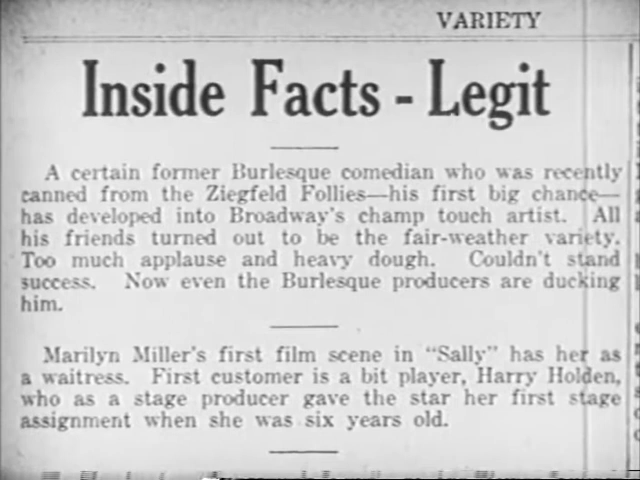 VARIETY
Inside Facts - Legit
A certain former Burlesque comedian who was recently
canned from the Ziegfeld Follies—his first big chance—
has developed into Broadway's champ touch artist. All
his friends turned out to be the fair-weather variety.
Too much applause and heavy dough. Couldn't stand
success. Now even the Burlesque producers are ducking
him.
Marilyn Miller's first film scene in "Sally" has her as
a waitress. First customer is a bit player, Harry Holden,
who as a stage producer gave the star her first stage
assignment when she was six years old.